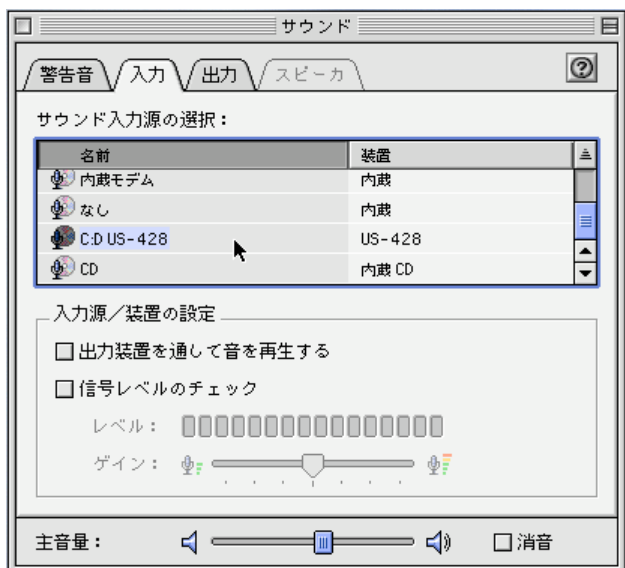 サウンド
警告音 入力 出力 スピーカ
サウンド入力源の選択：
名前 装置
内蔵モデム 内蔵
なし 内蔵
C:D US-428 US-428
CD 内蔵 CD
入力源／装置の設定
出力装置を通して音を再生する
信号レベルのチェック
レベル：
ゲイン：
主音量： 消音